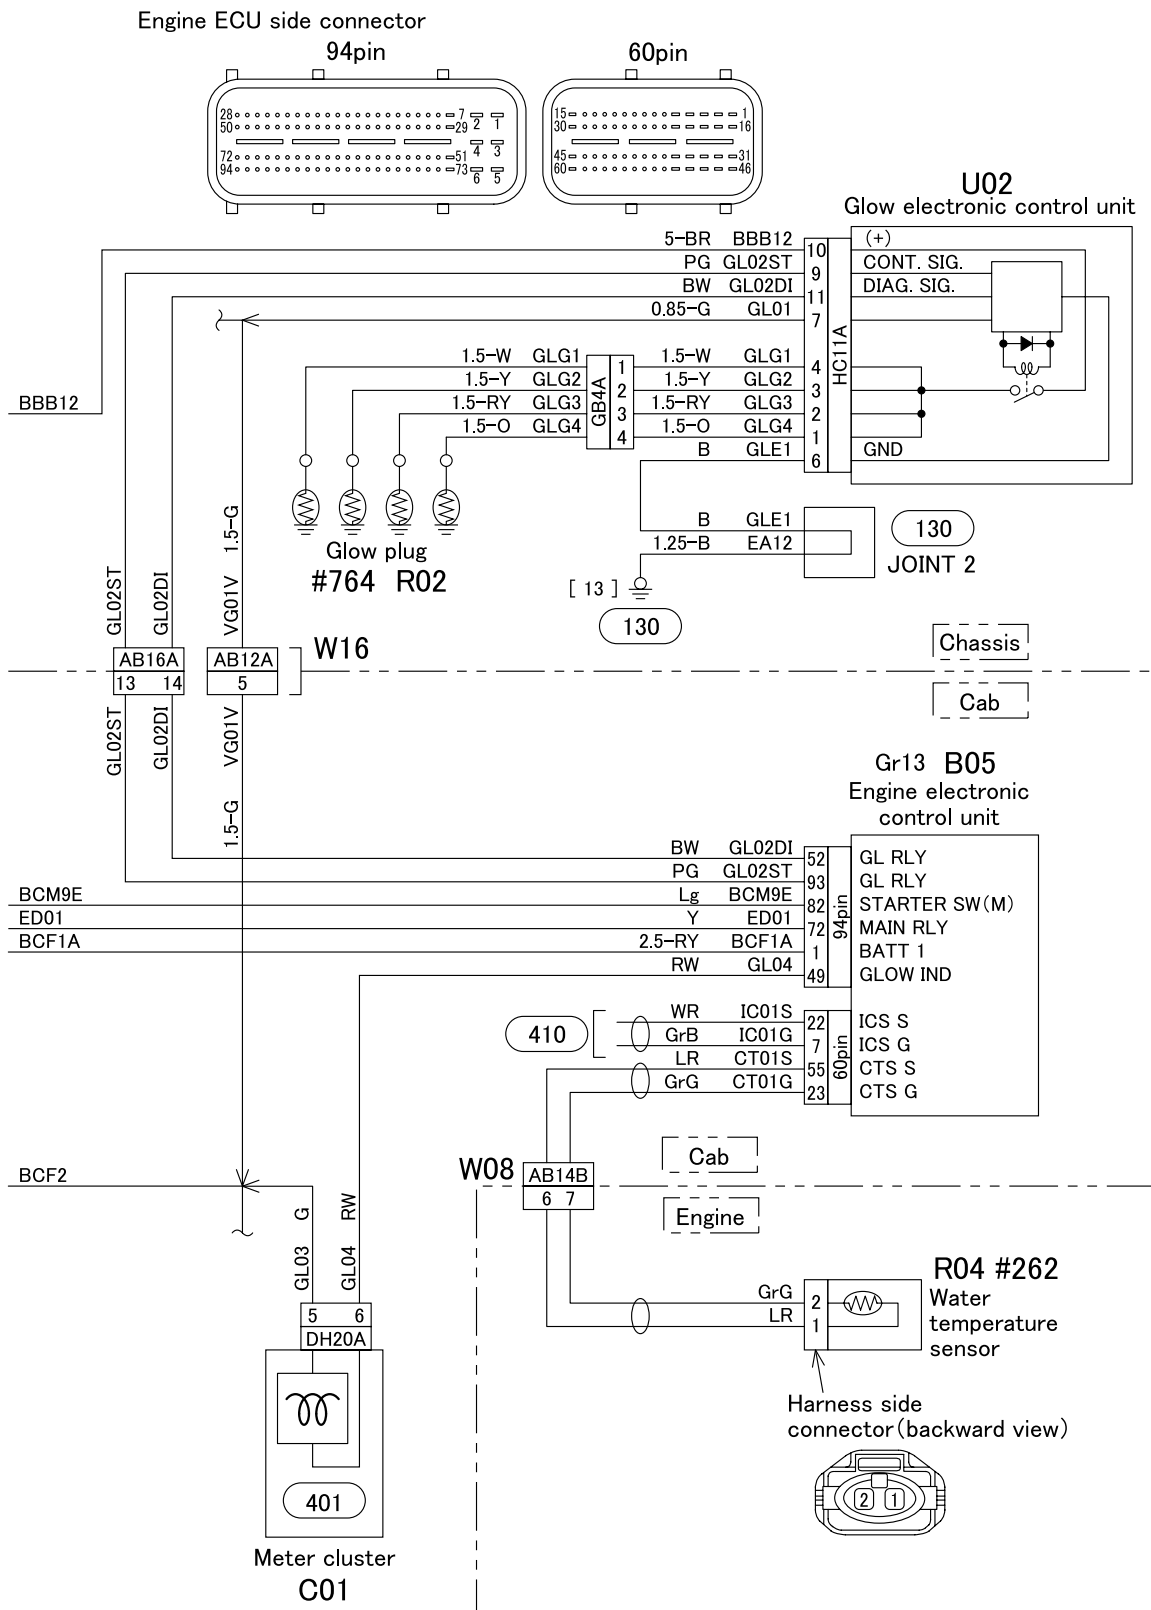 Engine ECU side connector
94pin
60pin
28 7 2 1
50 29
4 3
72 51
94 73 6 5
15 1
30 16
45 31
60 46
U02
Glow electronic control unit
5-BR BBB12 10 (+)
PG GL02ST 9 CONT. SIG.
BW GL02DI 11 DIAG. SIG.
0.85-G GL01 7
HC11A
1.5-W GLG1 1 1.5-W GLG1 4
1.5-Y GLG2 2 1.5-Y GLG2 3
BBB12
1.5-RY GLG3 3 1.5-RY GLG3 2
1.5-O GLG4 4 1.5-O GLG4 1
GB4A
B GLE1 6 GND
B GLE1
1.25-B EA12
130
JOINT 2
[ 13 ]
130
Glow plug
#764 R02
1.5-G
GL02ST
GL02DI
VG01V
AB16A
AB12A
W16
13 14
5
Chassis
Cab
GL02ST
GL02DI
VG01V
1.5-G
Gr13 B05
Engine electronic
control unit
BW GL02DI 52 GL RLY
PG GL02ST 93 GL RLY
BCM9E Lg BCM9E 82 STARTER SW(M)
ED01 Y ED01 72 MAIN RLY
BCF1A 2.5-RY BCF1A 1 BATT 1
RW GL04 49 GLOW IND
94pin
410
WR IC01S 22 ICS S
GrB IC01G 7 ICS G
LR CT01S 55 CTS S
GrG CT01G 23 CTS G
60pin
BCF2
W08
AB14B
6 7
Cab
Engine
G
RW
GL03
GL04
5 6
DH20A
401
Meter cluster
C01
GrG 2
LR 1
R04 #262
Water
temperature
sensor
Harness side
connector(backward view)
2 1